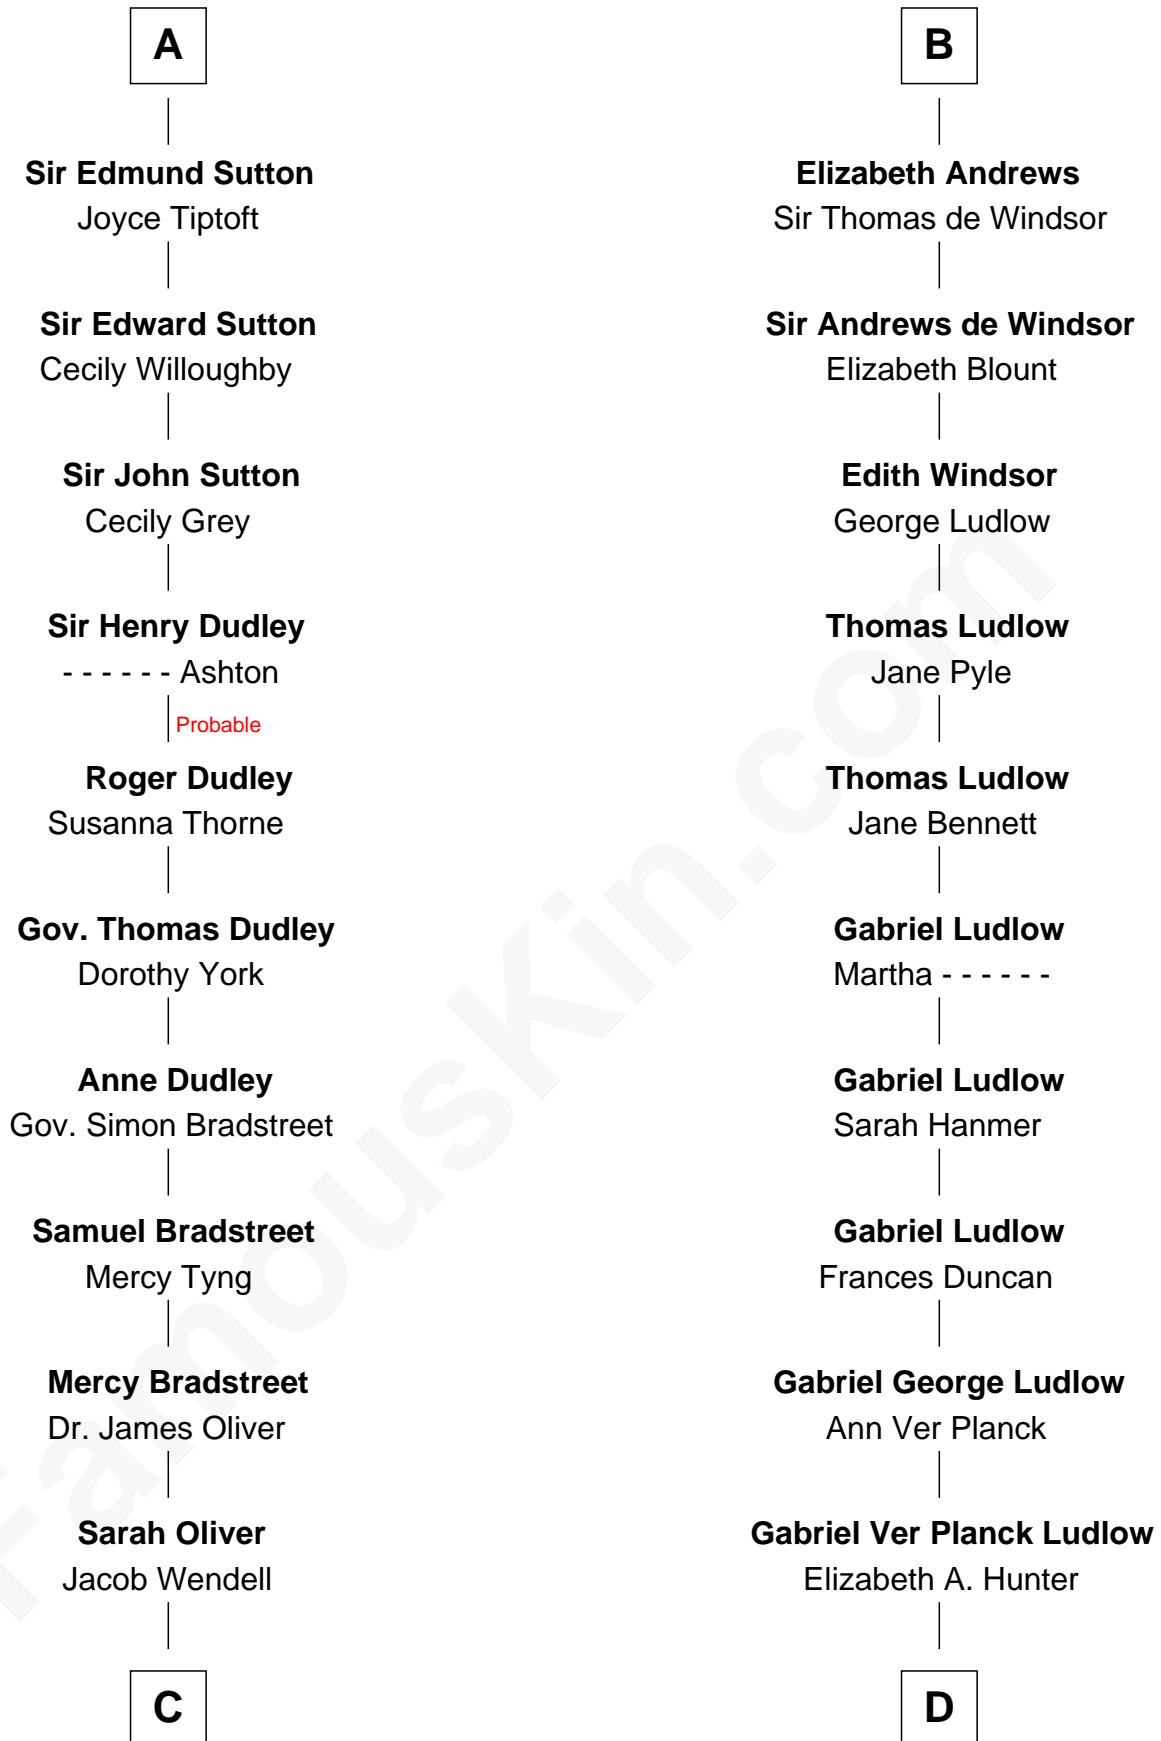 A
Sir Edmund Sutton
Joyce Tiptoft
Sir Edward Sutton
Cecily Willoughby
Sir John Sutton
Cecily Grey
Sir Henry Dudley
- - - - - - Ashton
Probable
Roger Dudley
Susanna Thorne
Gov. Thomas Dudley
Dorothy York
Anne Dudley
Gov. Simon Bradstreet
Samuel Bradstreet
Mercy Tyng
Mercy Bradstreet
Dr. James Oliver
Sarah Oliver
Jacob Wendell
C
B
Elizabeth Andrews
Sir Thomas de Windsor
Sir Andrews de Windsor
Elizabeth Blount
Edith Windsor
George Ludlow
Thomas Ludlow
Jane Pyle
Thomas Ludlow
Jane Bennett
Gabriel Ludlow
Martha - - - - - -
Gabriel Ludlow
Sarah Hanmer
Gabriel Ludlow
Frances Duncan
Gabriel George Ludlow
Ann Ver Planck
Gabriel Ver Planck Ludlow
Elizabeth A. Hunter
D
FamousKin.com